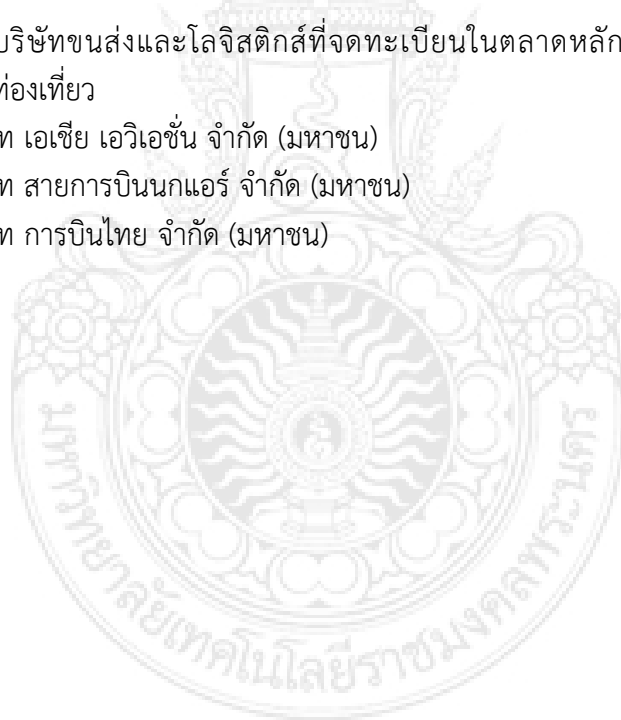 บริษัทขนส่งและโลจิสติกส์ที่จดทะเบียนในตลาดหลัก
ท่องเที่ยว
ท เอเชีย เอวิเอชั่น จำกัด (มหาชน)
ท สายการบินนกแอร์ จำกัด (มหาชน)
ท การบินไทย จำกัด (มหาชน)
มหาวิทยาลัยเทคโนโลยีราชมงคลพระนคร